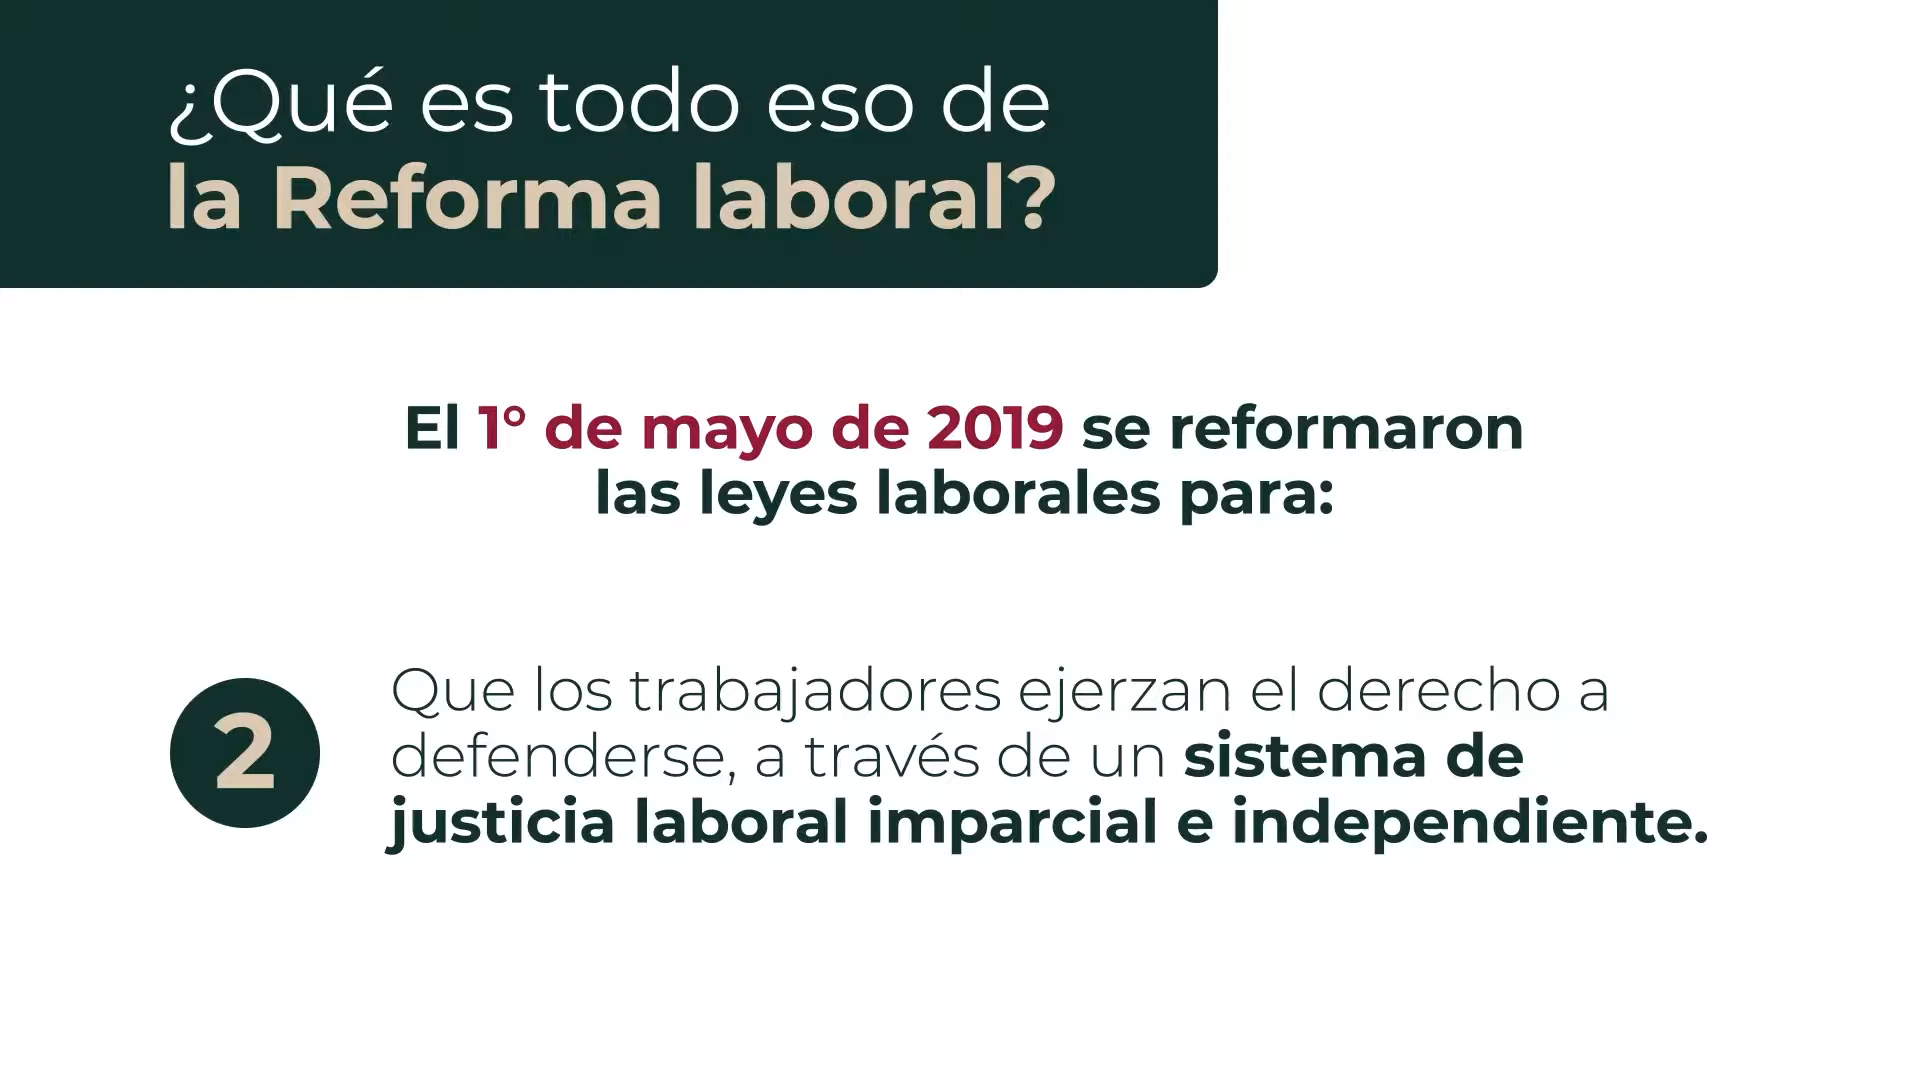 ¿Qué es todo eso de
la Reforma laboral?
El 1° de mayo de 2019 se reformaron
las leyes laborales para:
2
Que los trabajadores ejerzan el derecho a
defenderse, a través de un sistema de
justicia laboral imparcial e independiente.